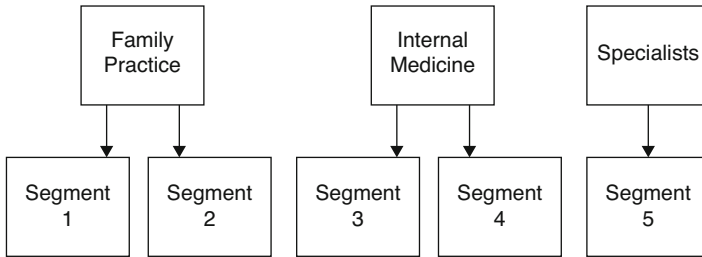 Family
Practice
Internal
Medicine
Specialists
Segment
1
Segment
2
Segment
3
Segment
4
Segment
5